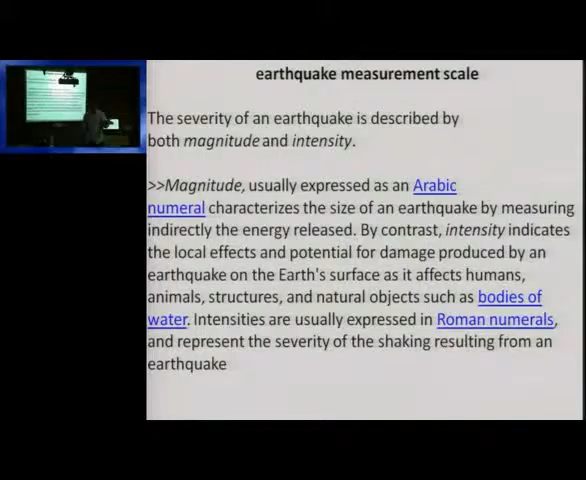 earthquake measurement scale
The severity of an earthquake is described by
both magnitude and intensity.
>>Magnitude, usually expressed as an Arabic
numeral characterizes the size of an earthquake by measuring
indirectly the energy released. By contrast, intensity indicates
the local effects and potential for damage produced by an
earthquake on the Earth's surface as it affects humans,
animals, structures, and natural objects such as bodies of
water. Intensities are usually expressed in Roman numerals,
and represent the severity of the shaking resulting from an
earthquake